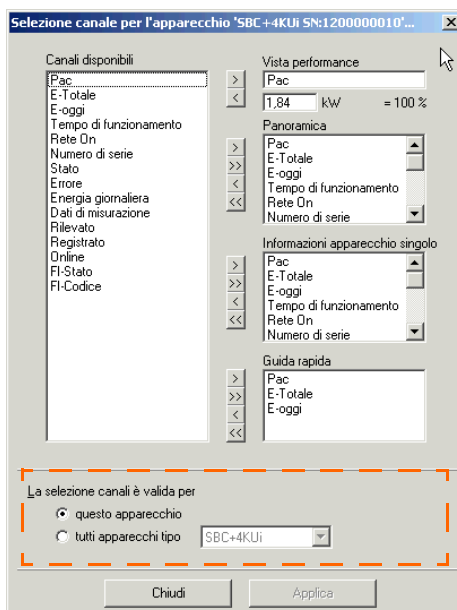 Selezione canale per l'apparecchio 'SBC+4KUi SN:1200000010'...
Canali disponibili
Pac
E-Totale
E-oggi
Tempo di funzionamento
Rete On
Numero di serie
Stato
Errore
Energia giornaliera
Dati di misurazione
Rilevato
Registrato
Online
FI-Stato
FI-Codice
>
<
>
>>
<
<<
>
>>
<
<<
>
>>
<
<<
Vista performance
Pac
1,84 kW = 100 %
Panoramica
Pac
E-Totale
E-oggi
Tempo di funzionamento
Rete On
Numero di serie
Informazioni apparecchio singolo
Pac
E-Totale
E-oggi
Tempo di funzionamento
Rete On
Numero di serie
Guida rapida
Pac
E-Totale
E-oggi
La selezione canali è valida per
questo apparecchio
tutti apparecchi tipo SBC+4KUi
Chiudi Applica